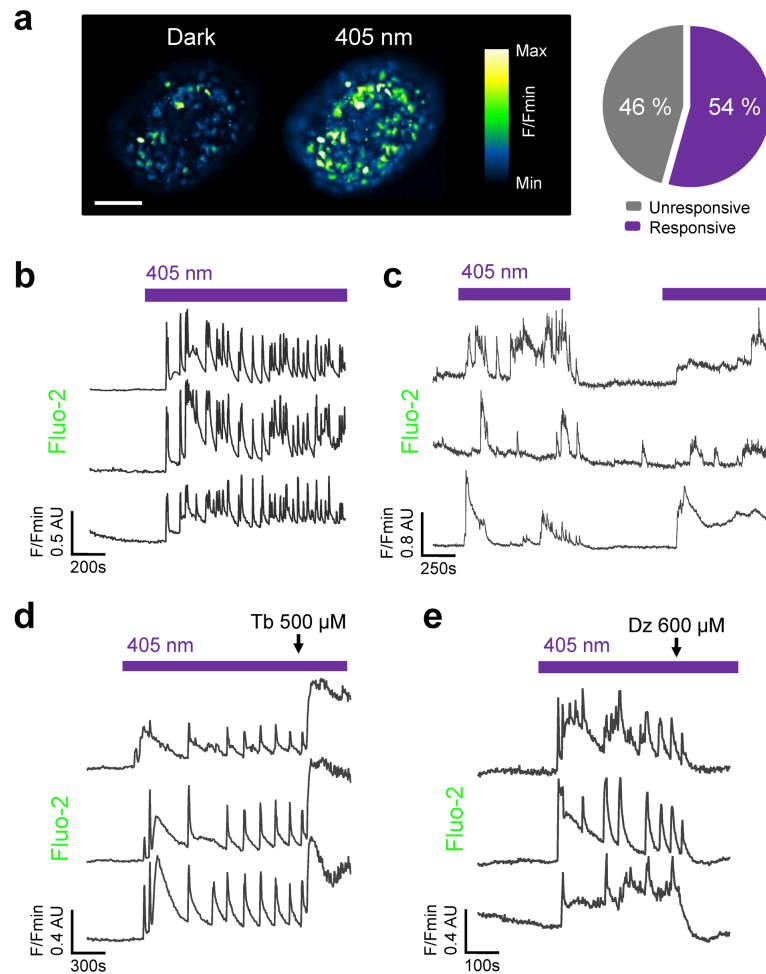 a
Dark
405 nm
Max
F/Fmin
Min
46 %
54 %
Unresponsive
Responsive
b
405 nm
Fluo-2
F/Fmin
0.5 AU
200s
c
405 nm
Fluo-2
F/Fmin
0.8 AU
250s
d
Tb 500 µM
405 nm
Fluo-2
F/Fmin
0.4 AU
300s
e
Dz 600 µM
405 nm
Fluo-2
F/Fmin
0.4 AU
100s